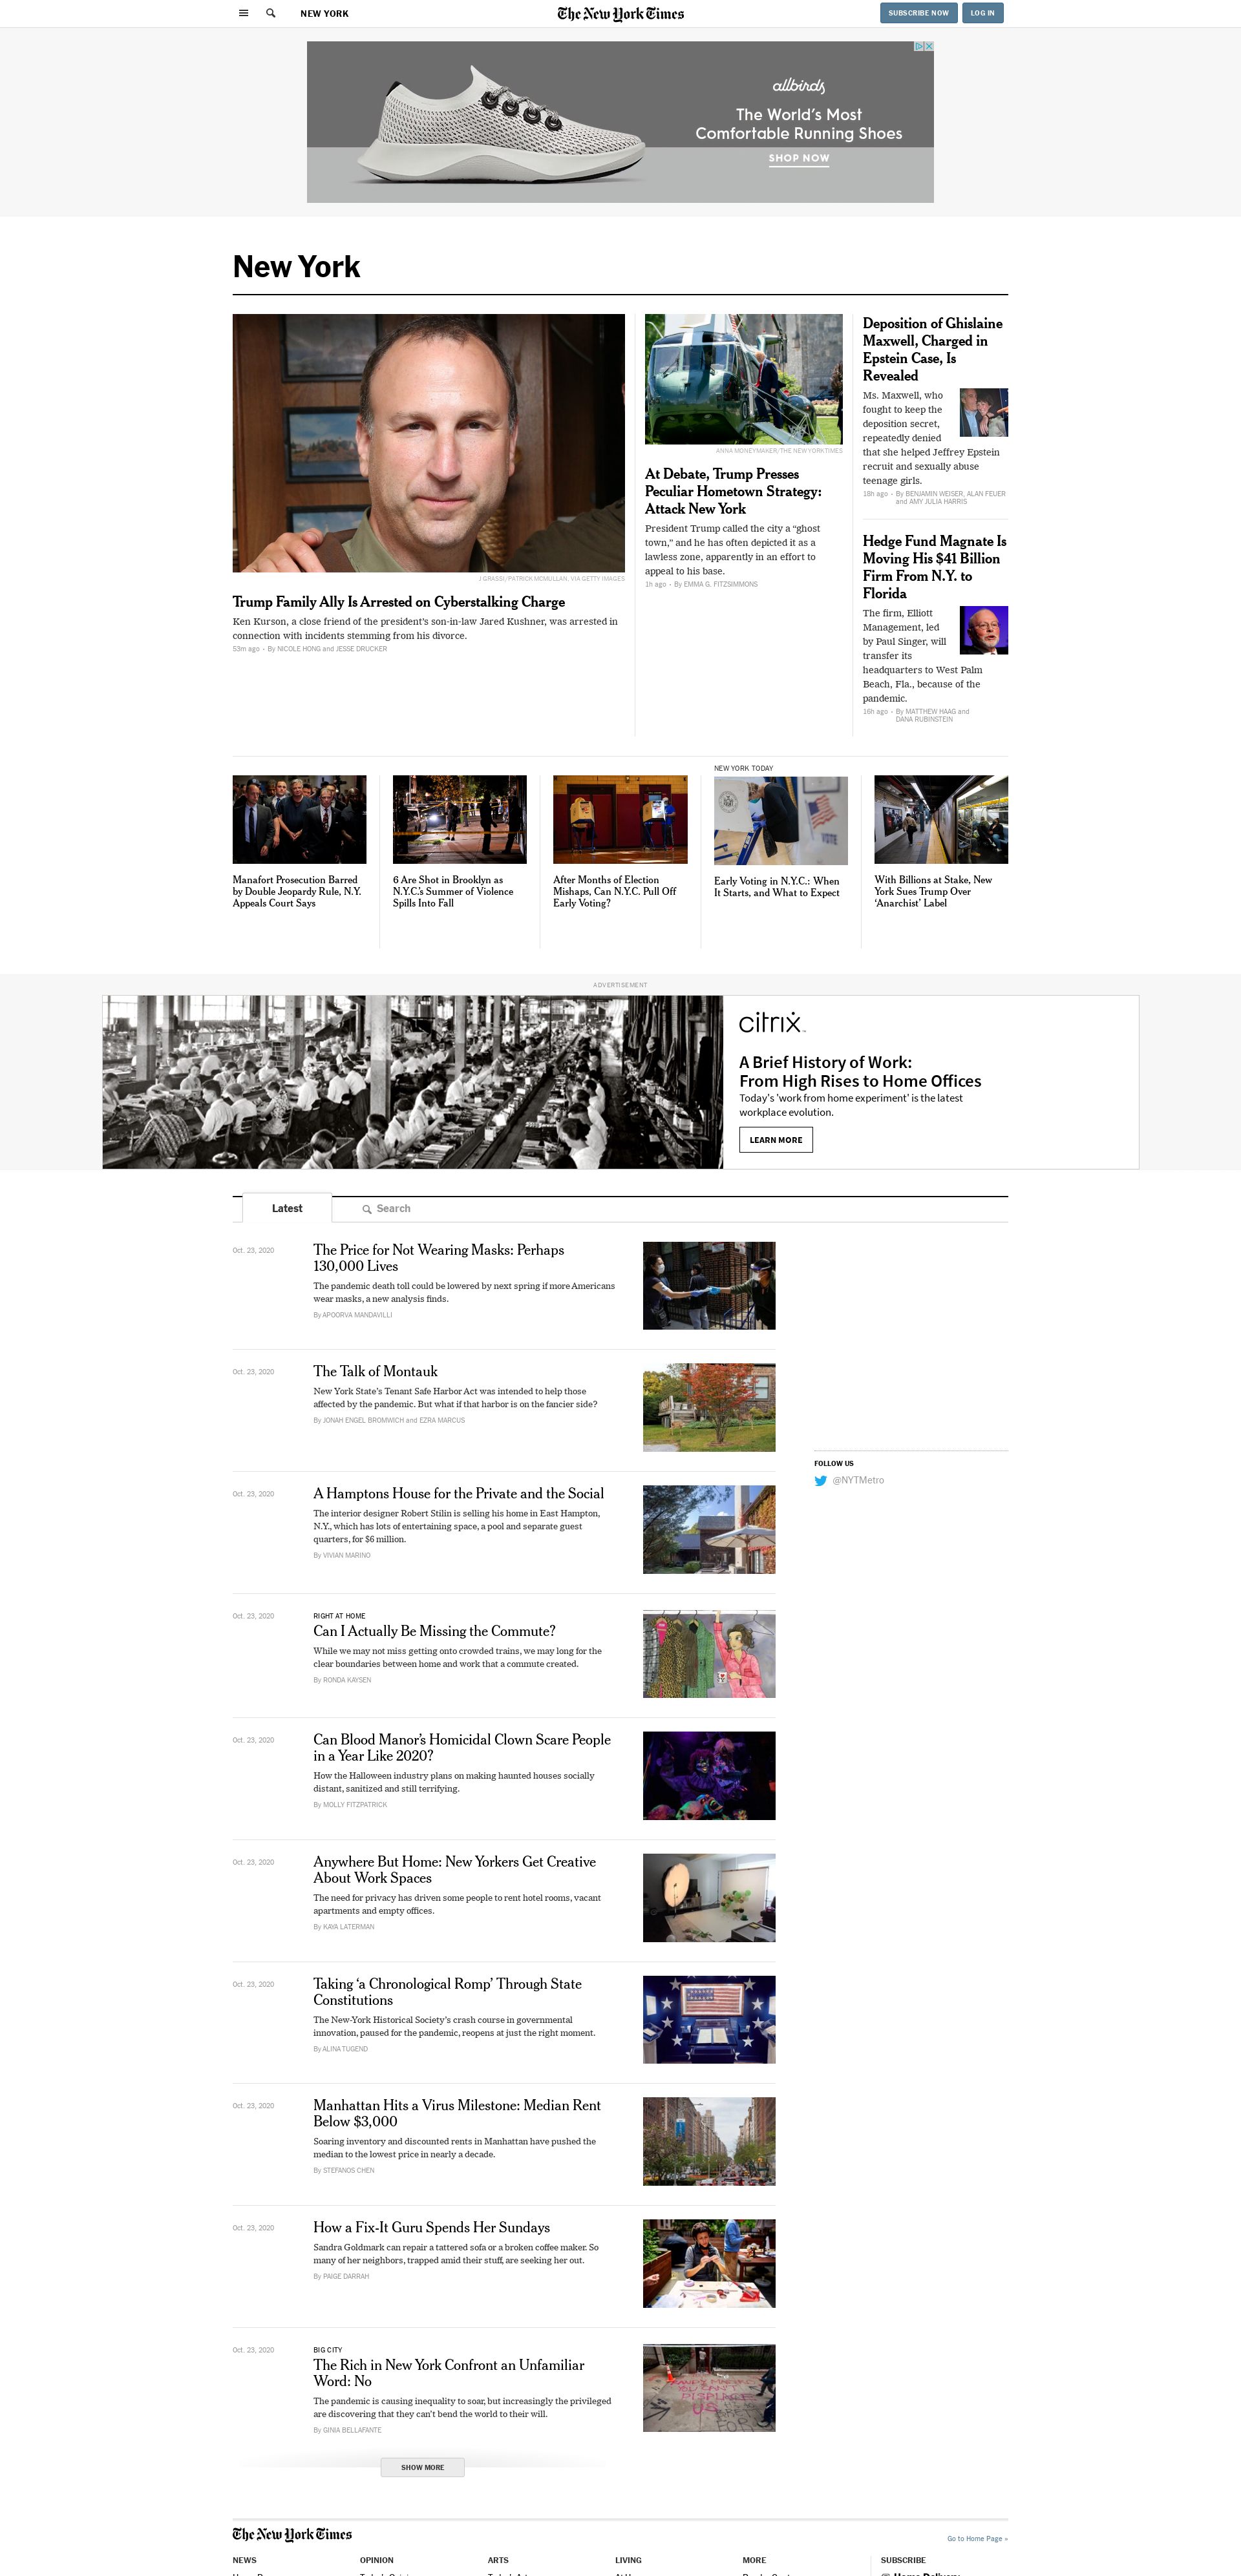 NEW YORK
The New York Times
SUBSCRIBE NOW
LOG IN
allbirds
The World's Most
Comfortable Running Shoes
SHOP NOW
New York
J GRASSI/PATRICK MCMULLAN, VIA GETTY IMAGES
Trump Family Ally Is Arrested on Cyberstalking Charge
Ken Kurson, a close friend of the president's son-in-law Jared Kushner, was arrested in
connection with incidents stemming from his divorce.
53m ago • By NICOLE HONG and JESSE DRUCKER
ANNA MONEYMAKER/THE NEW YORK TIMES
At Debate, Trump Presses
Peculiar Hometown Strategy:
Attack New York
President Trump called the city a “ghost
town,” and he has often depicted it as a
lawless zone, apparently in an effort to
appeal to his base.
1h ago • By EMMA G. FITZSIMMONS
Deposition of Ghislaine
Maxwell, Charged in
Epstein Case, Is
Revealed
Ms. Maxwell, who
fought to keep the
deposition secret,
repeatedly denied
that she helped Jeffrey Epstein
recruit and sexually abuse
teenage girls.
18h ago • By BENJAMIN WEISER, ALAN FEUER
and AMY JULIA HARRIS
Hedge Fund Magnate Is
Moving His $41 Billion
Firm From N.Y. to
Florida
The firm, Elliott
Management, led
by Paul Singer, will
transfer its
headquarters to West Palm
Beach, Fla., because of the
pandemic.
16h ago • By MATTHEW HAAG and
DANA RUBINSTEIN
Manafort Prosecution Barred
by Double Jeopardy Rule, N.Y.
Appeals Court Says
6 Are Shot in Brooklyn as
N.Y.C.'s Summer of Violence
Spills Into Fall
After Months of Election
Mishaps, Can N.Y.C. Pull Off
Early Voting?
NEW YORK TODAY
Early Voting in N.Y.C.: When
It Starts, and What to Expect
With Billions at Stake, New
York Sues Trump Over
‘Anarchist’ Label
ADVERTISEMENT
citrix
A Brief History of Work:
From High Rises to Home Offices
Today's 'work from home experiment' is the latest
workplace evolution.
LEARN MORE
Latest
Search
Oct. 23, 2020
The Price for Not Wearing Masks: Perhaps
130,000 Lives
The pandemic death toll could be lowered by next spring if more Americans
wear masks, a new analysis finds.
By APOORVA MANDAVILLI
Oct. 23, 2020
The Talk of Montauk
New York State's Tenant Safe Harbor Act was intended to help those
affected by the pandemic. But what if that harbor is on the fancier side?
By JONAH ENGEL BROMWICH and EZRA MARCUS
FOLLOW US
@NYTMetro
Oct. 23, 2020
A Hamptons House for the Private and the Social
The interior designer Robert Stilin is selling his home in East Hampton,
N.Y., which has lots of entertaining space, a pool and separate guest
quarters, for $6 million.
By VIVIAN MARINO
Oct. 23, 2020
RIGHT AT HOME
Can I Actually Be Missing the Commute?
While we may not miss getting onto crowded trains, we may long for the
clear boundaries between home and work that a commute created.
By RONDA KAYSEN
Oct. 23, 2020
Can Blood Manor's Homicidal Clown Scare People
in a Year Like 2020?
How the Halloween industry plans on making haunted houses socially
distant, sanitized and still terrifying.
By MOLLY FITZPATRICK
Oct. 23, 2020
Anywhere But Home: New Yorkers Get Creative
About Work Spaces
The need for privacy has driven some people to rent hotel rooms, vacant
apartments and empty offices.
By KAYA LATERMAN
Oct. 23, 2020
Taking ‘a Chronological Romp’ Through State
Constitutions
The New-York Historical Society's crash course in governmental
innovation, paused for the pandemic, reopens at just the right moment.
By ALINA TUGEND
Oct. 23, 2020
Manhattan Hits a Virus Milestone: Median Rent
Below $3,000
Soaring inventory and discounted rents in Manhattan have pushed the
median to the lowest price in nearly a decade.
By STEFANOS CHEN
Oct. 23, 2020
How a Fix-It Guru Spends Her Sundays
Sandra Goldmark can repair a tattered sofa or a broken coffee maker. So
many of her neighbors, trapped amid their stuff, are seeking her out.
By PAIGE DARRAH
Oct. 23, 2020
BIG CITY
The Rich in New York Confront an Unfamiliar
Word: No
The pandemic is causing inequality to soar, but increasingly the privileged
are discovering that they can't bend the world to their will.
By GINIA BELLAFANTE
SHOW MORE
The New York Times
Go to Home Page »
NEWS
OPINION
ARTS
LIVING
MORE
SUBSCRIBE